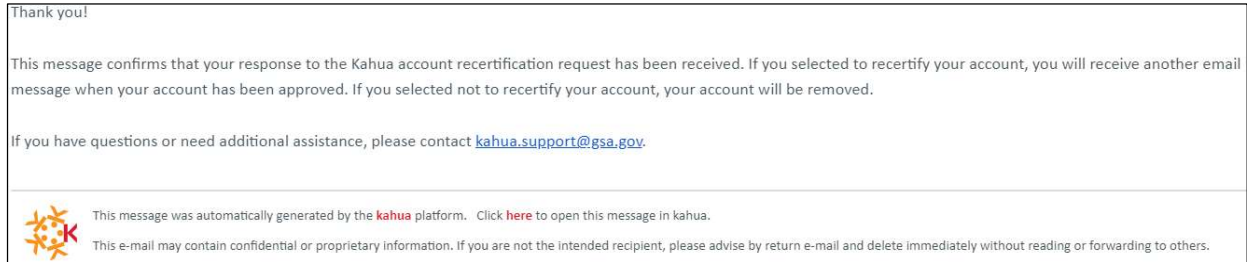 Thank you!
This message confirms that your response to the Kahua account recertification request has been received. If you selected to recertify your account, you will receive another email
message when your account has been approved. If you selected not to recertify your account, your account will be removed.
If you have questions or need additional assistance, please contact kahua.support@gsa.gov.
This message was automatically generated by the kahua platform. Click here to open this message in kahua.
K
This e-mail may contain confidential or proprietary information. If you are not the intended recipient, please advise by return e-mail and delete immediately without reading or forwarding to others.